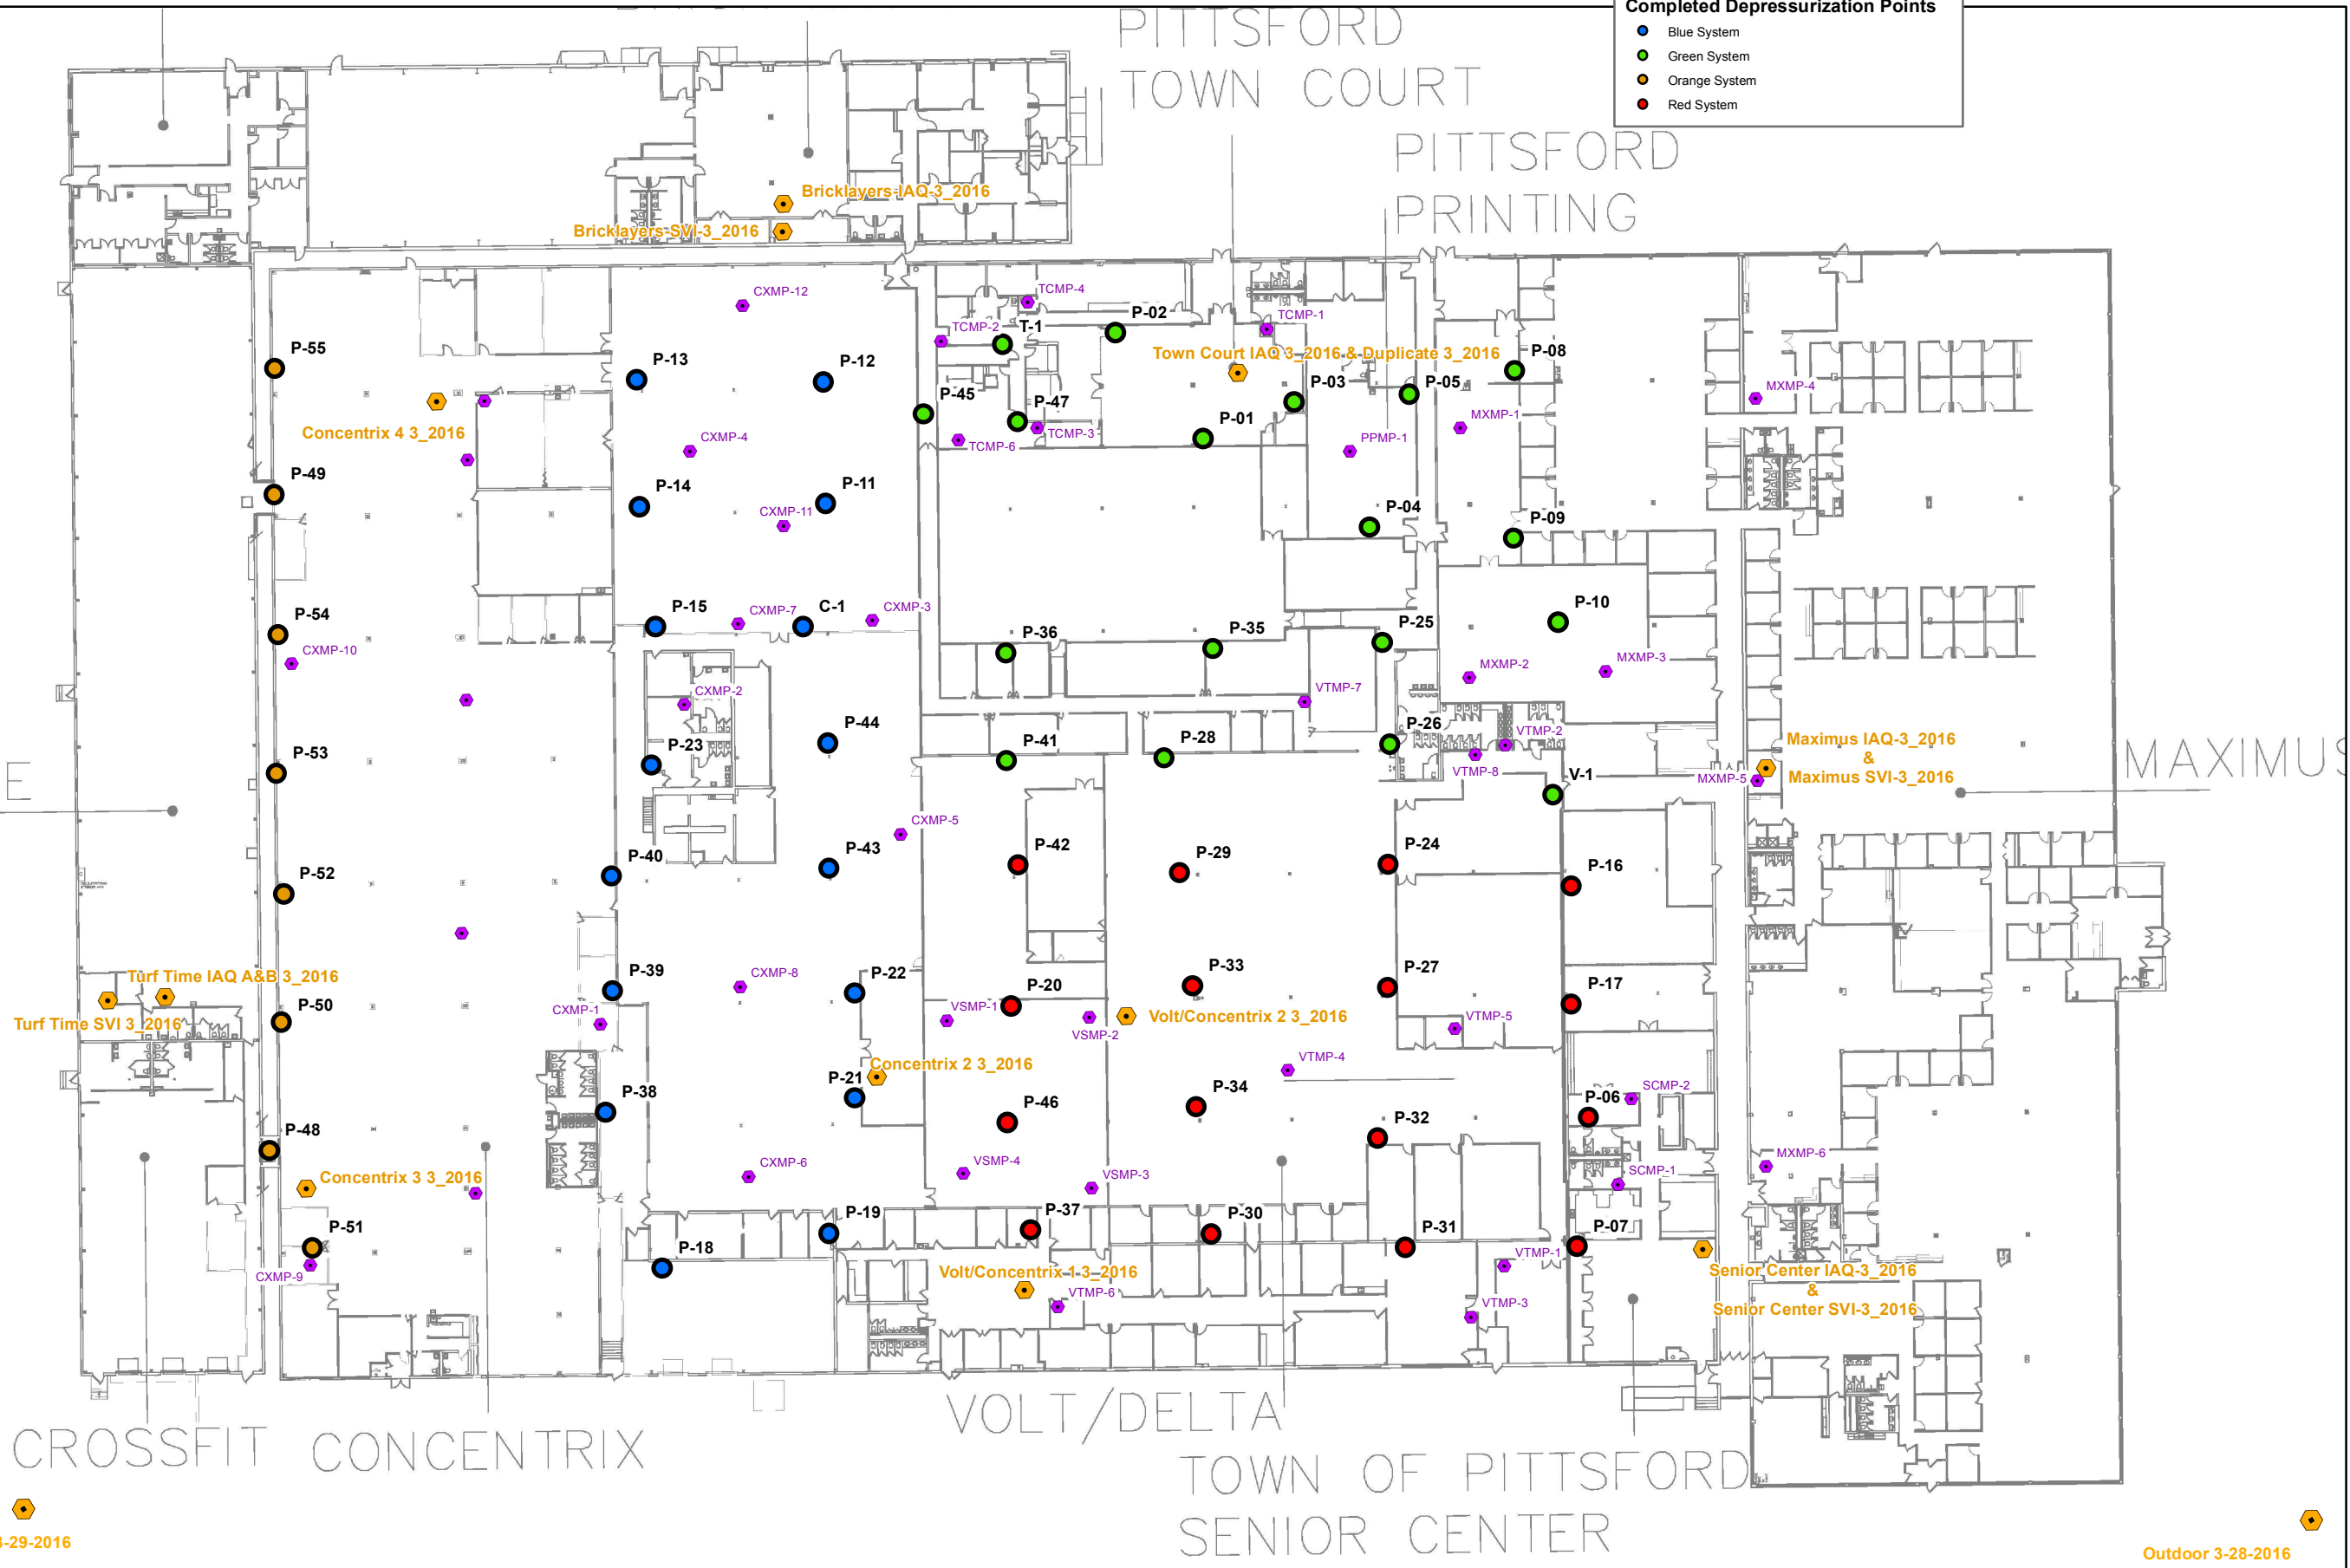 Completed Depressurization Points
Blue System
Green System
Orange System
Red System
PITTSFORD
TOWN COURT
PITTSFORD
PRINTING
Bricklayers-IAQ-3_2016
Bricklayers-SVI-3_2016
CXMP-12
TCMP-4
TCMP-2
T-1
P-02
TCMP-1
P-55
P-13
P-12
Town Court IAQ 3_2016 & Duplicate 3_2016
P-08
P-45
P-47
P-03
P-05
MXMP-4
Concentrix 4 3_2016
CXMP-4
TCMP-6
TCMP-3
P-01
PPMP-1
MXMP-1
P-49
P-14
P-11
CXMP-11
P-04
P-09
P-54
P-15
CXMP-7
C-1
CXMP-3
P-36
P-35
P-25
P-10
CXMP-10
CXMP-2
VTMP-7
MXMP-2
MXMP-3
P-53
P-23
P-44
P-41
P-28
P-26
VTMP-2
VTMP-8
V-1
MXMP-5
Maximus IAQ-3_2016
&
Maximus SVI-3_2016
MAXIMUS
E
CXMP-5
P-52
P-40
P-43
P-42
P-29
P-24
P-16
Turf Time IAQ A&B 3_2016
Turf Time SVI 3_2016
P-50
P-39
CXMP-1
CXMP-8
P-22
VSMP-1
P-20
VSMP-2
P-33
Volt/Concentrix 2 3_2016
P-27
VTMP-5
P-17
Concentrix 2 3_2016
VTMP-4
P-48
P-38
P-21
P-46
P-34
P-32
P-06
SCMP-2
Concentrix 3 3_2016
CXMP-6
VSMP-4
VSMP-3
SCMP-1
MXMP-6
P-51
CXMP-9
P-18
P-19
P-37
P-30
P-31
P-07
VTMP-1
Volt/Concentrix 1 3_2016
VTMP-6
VTMP-3
Senior Center IAQ-3_2016
&
Senior Center SVI-3_2016
CROSSFIT
CONCENTRIX
VOLT/DELTA
TOWN OF PITTSFORD
SENIOR CENTER
3-29-2016
Outdoor 3-28-2016